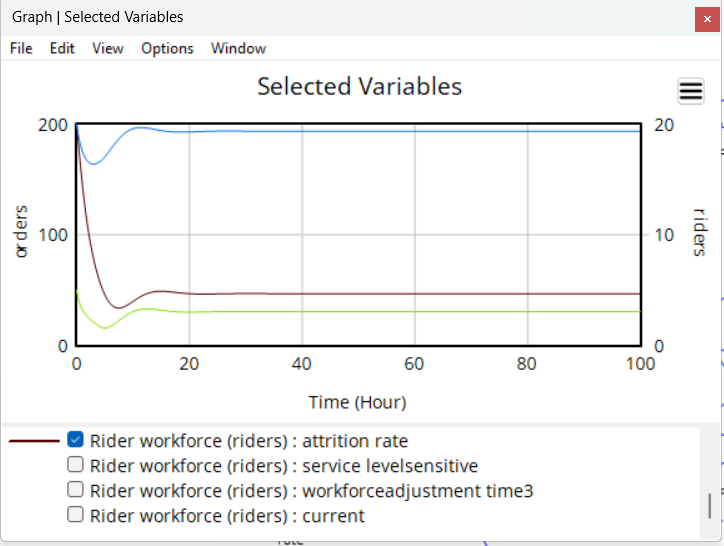 Graph | Selected Variables
File Edit View Options Window
Selected Variables
200 20
orders 100 10 riders
0 0
0 20 40 60 80 100
Time (Hour)
Rider workforce (riders) : attrition rate
Rider workforce (riders) : service levelsensitive
Rider workforce (riders) : workforceadjustment time3
Rider workforce (riders) : current
rate